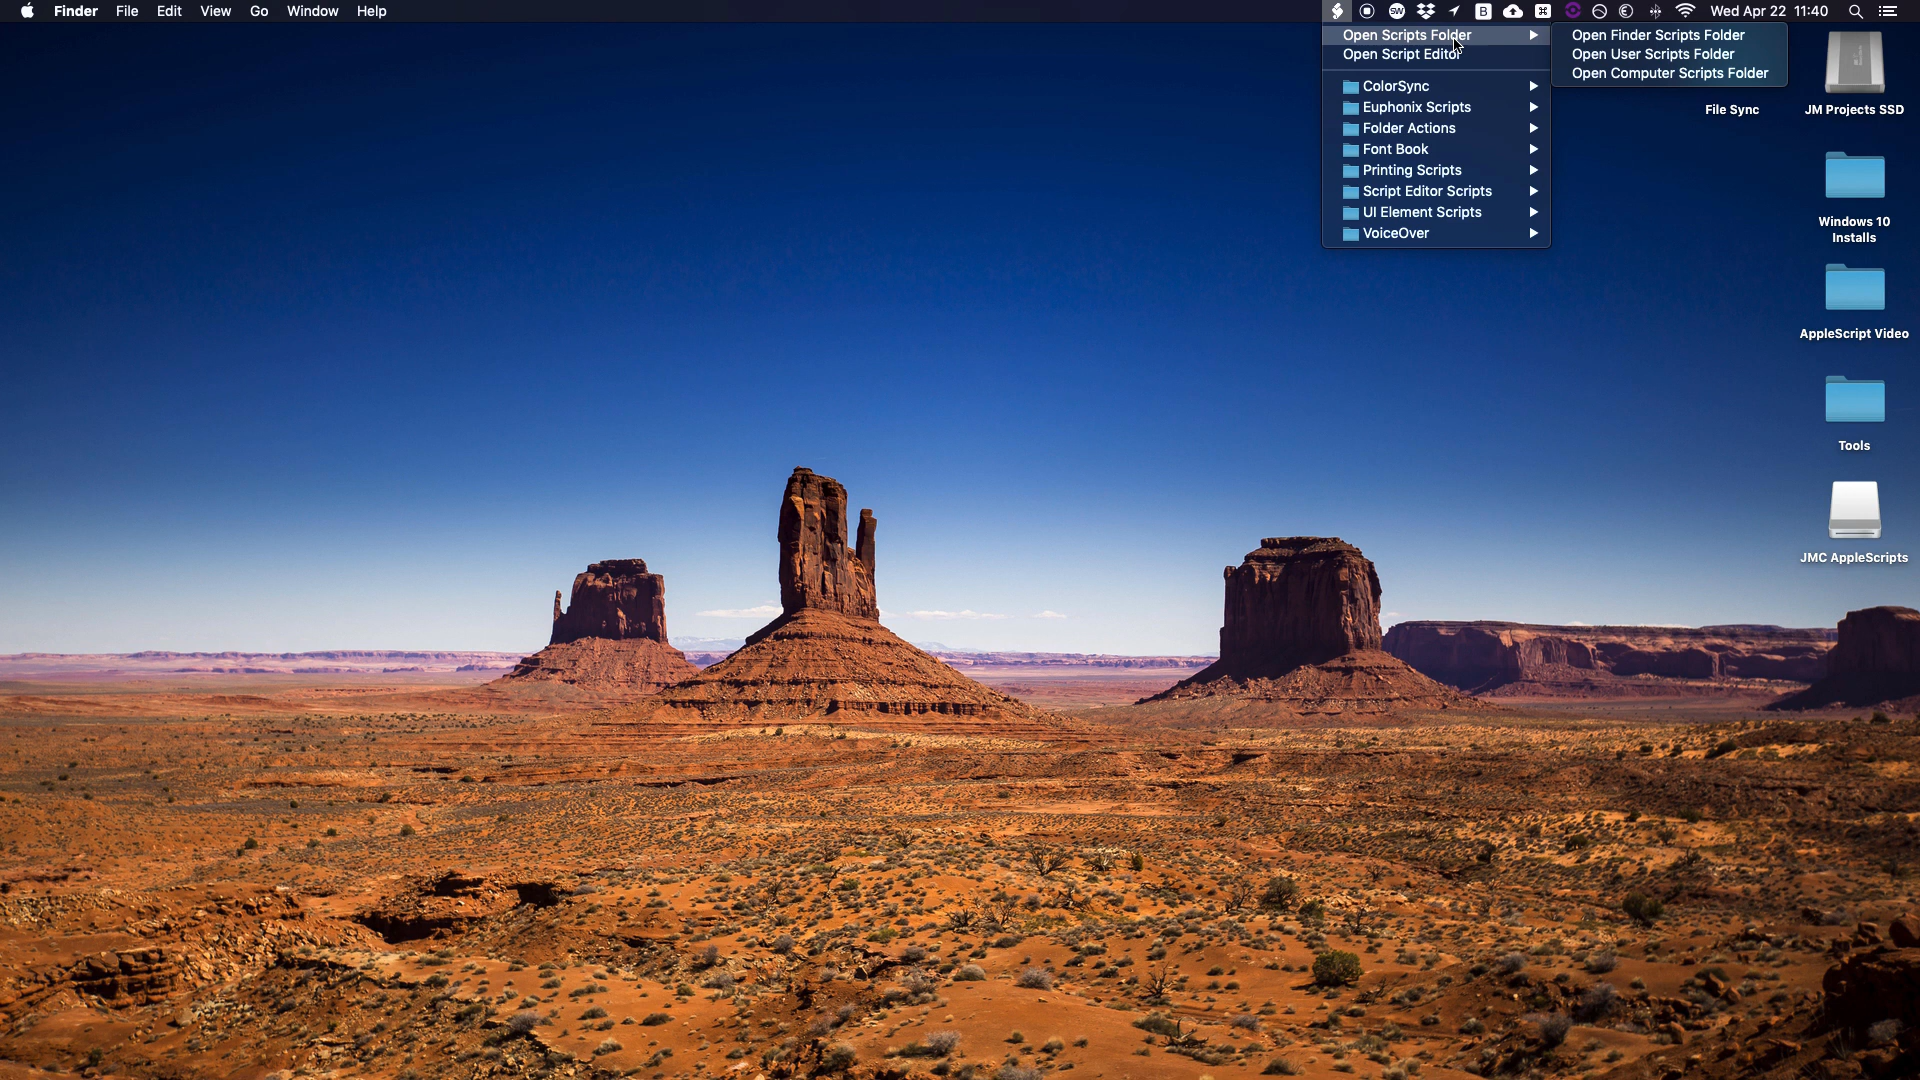 Finder File Edit View Go Window Help
SW B Wed Apr 22 11:40
Open Scripts Folder
Open Script Editor
ColorSync
Euphonix Scripts
Folder Actions
Font Book
Printing Scripts
Script Editor Scripts
UI Element Scripts
VoiceOver
Open Finder Scripts Folder
Open User Scripts Folder
Open Computer Scripts Folder
File Sync
JM Projects SSD
Windows 10
Installs
AppleScript Video
Tools
JMC AppleScripts